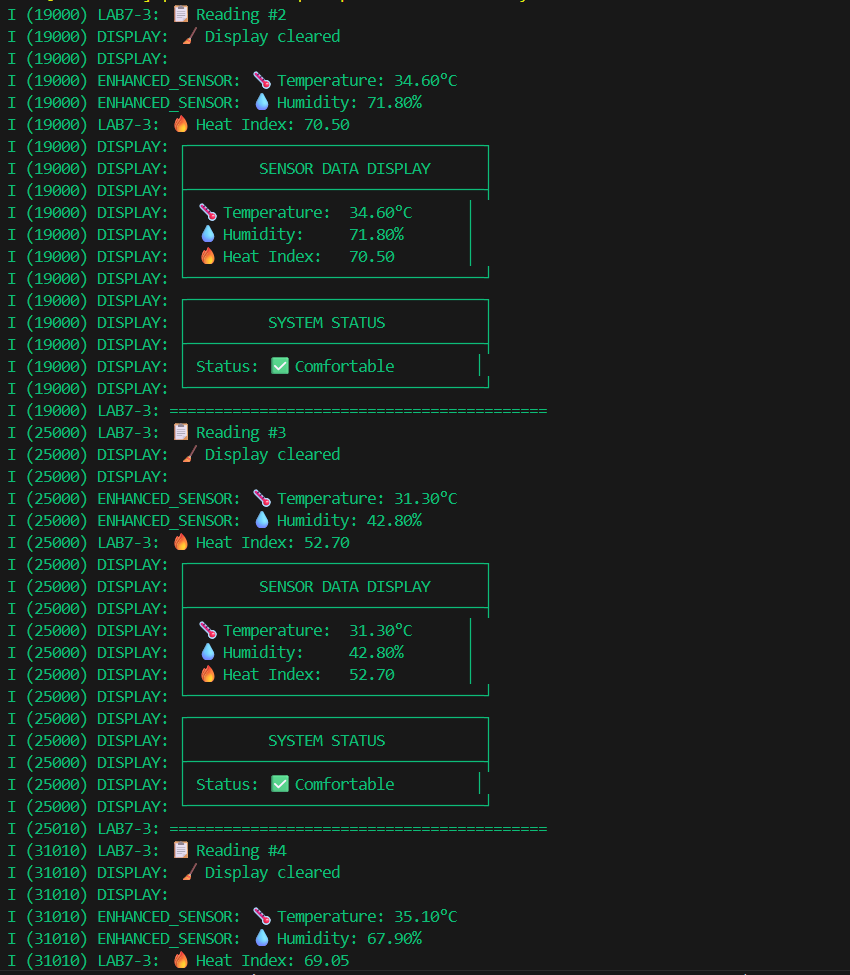 I (19000) LAB7-3: 📋 Reading #2
I (19000) DISPLAY: 🧹 Display cleared
I (19000) DISPLAY:
I (19000) ENHANCED_SENSOR: 🌡️ Temperature: 34.60°C
I (19000) ENHANCED_SENSOR: 💧 Humidity: 71.80%
I (19000) LAB7-3: 🔥 Heat Index: 70.50
I (19000) DISPLAY: ┌─────────────────────────────────┐
I (19000) DISPLAY: │        SENSOR DATA DISPLAY      │
I (19000) DISPLAY: ├─────────────────────────────────┤
I (19000) DISPLAY: │ 🌡️ Temperature:  34.60°C      │
I (19000) DISPLAY: │ 💧 Humidity:     71.80%       │
I (19000) DISPLAY: │ 🔥 Heat Index:   70.50        │
I (19000) DISPLAY: └─────────────────────────────────┘
I (19000) DISPLAY: ┌─────────────────────────────────┐
I (19000) DISPLAY: │         SYSTEM STATUS           │
I (19000) DISPLAY: ├─────────────────────────────────┤
I (19000) DISPLAY: │ Status: ✅ Comfortable         │
I (19000) DISPLAY: └─────────────────────────────────┘
I (19000) LAB7-3: ==========================================
I (25000) LAB7-3: 📋 Reading #3
I (25000) DISPLAY: 🧹 Display cleared
I (25000) DISPLAY:
I (25000) ENHANCED_SENSOR: 🌡️ Temperature: 31.30°C
I (25000) ENHANCED_SENSOR: 💧 Humidity: 42.80%
I (25000) LAB7-3: 🔥 Heat Index: 52.70
I (25000) DISPLAY: ┌─────────────────────────────────┐
I (25000) DISPLAY: │        SENSOR DATA DISPLAY      │
I (25000) DISPLAY: ├─────────────────────────────────┤
I (25000) DISPLAY: │ 🌡️ Temperature:  31.30°C      │
I (25000) DISPLAY: │ 💧 Humidity:     42.80%       │
I (25000) DISPLAY: │ 🔥 Heat Index:   52.70        │
I (25000) DISPLAY: └─────────────────────────────────┘
I (25000) DISPLAY: ┌─────────────────────────────────┐
I (25000) DISPLAY: │         SYSTEM STATUS           │
I (25000) DISPLAY: ├─────────────────────────────────┤
I (25000) DISPLAY: │ Status: ✅ Comfortable         │
I (25000) DISPLAY: └─────────────────────────────────┘
I (25010) LAB7-3: ==========================================
I (31010) LAB7-3: 📋 Reading #4
I (31010) DISPLAY: 🧹 Display cleared
I (31010) DISPLAY:
I (31010) ENHANCED_SENSOR: 🌡️ Temperature: 35.10°C
I (31010) ENHANCED_SENSOR: 💧 Humidity: 67.90%
I (31010) LAB7-3: 🔥 Heat Index: 69.05